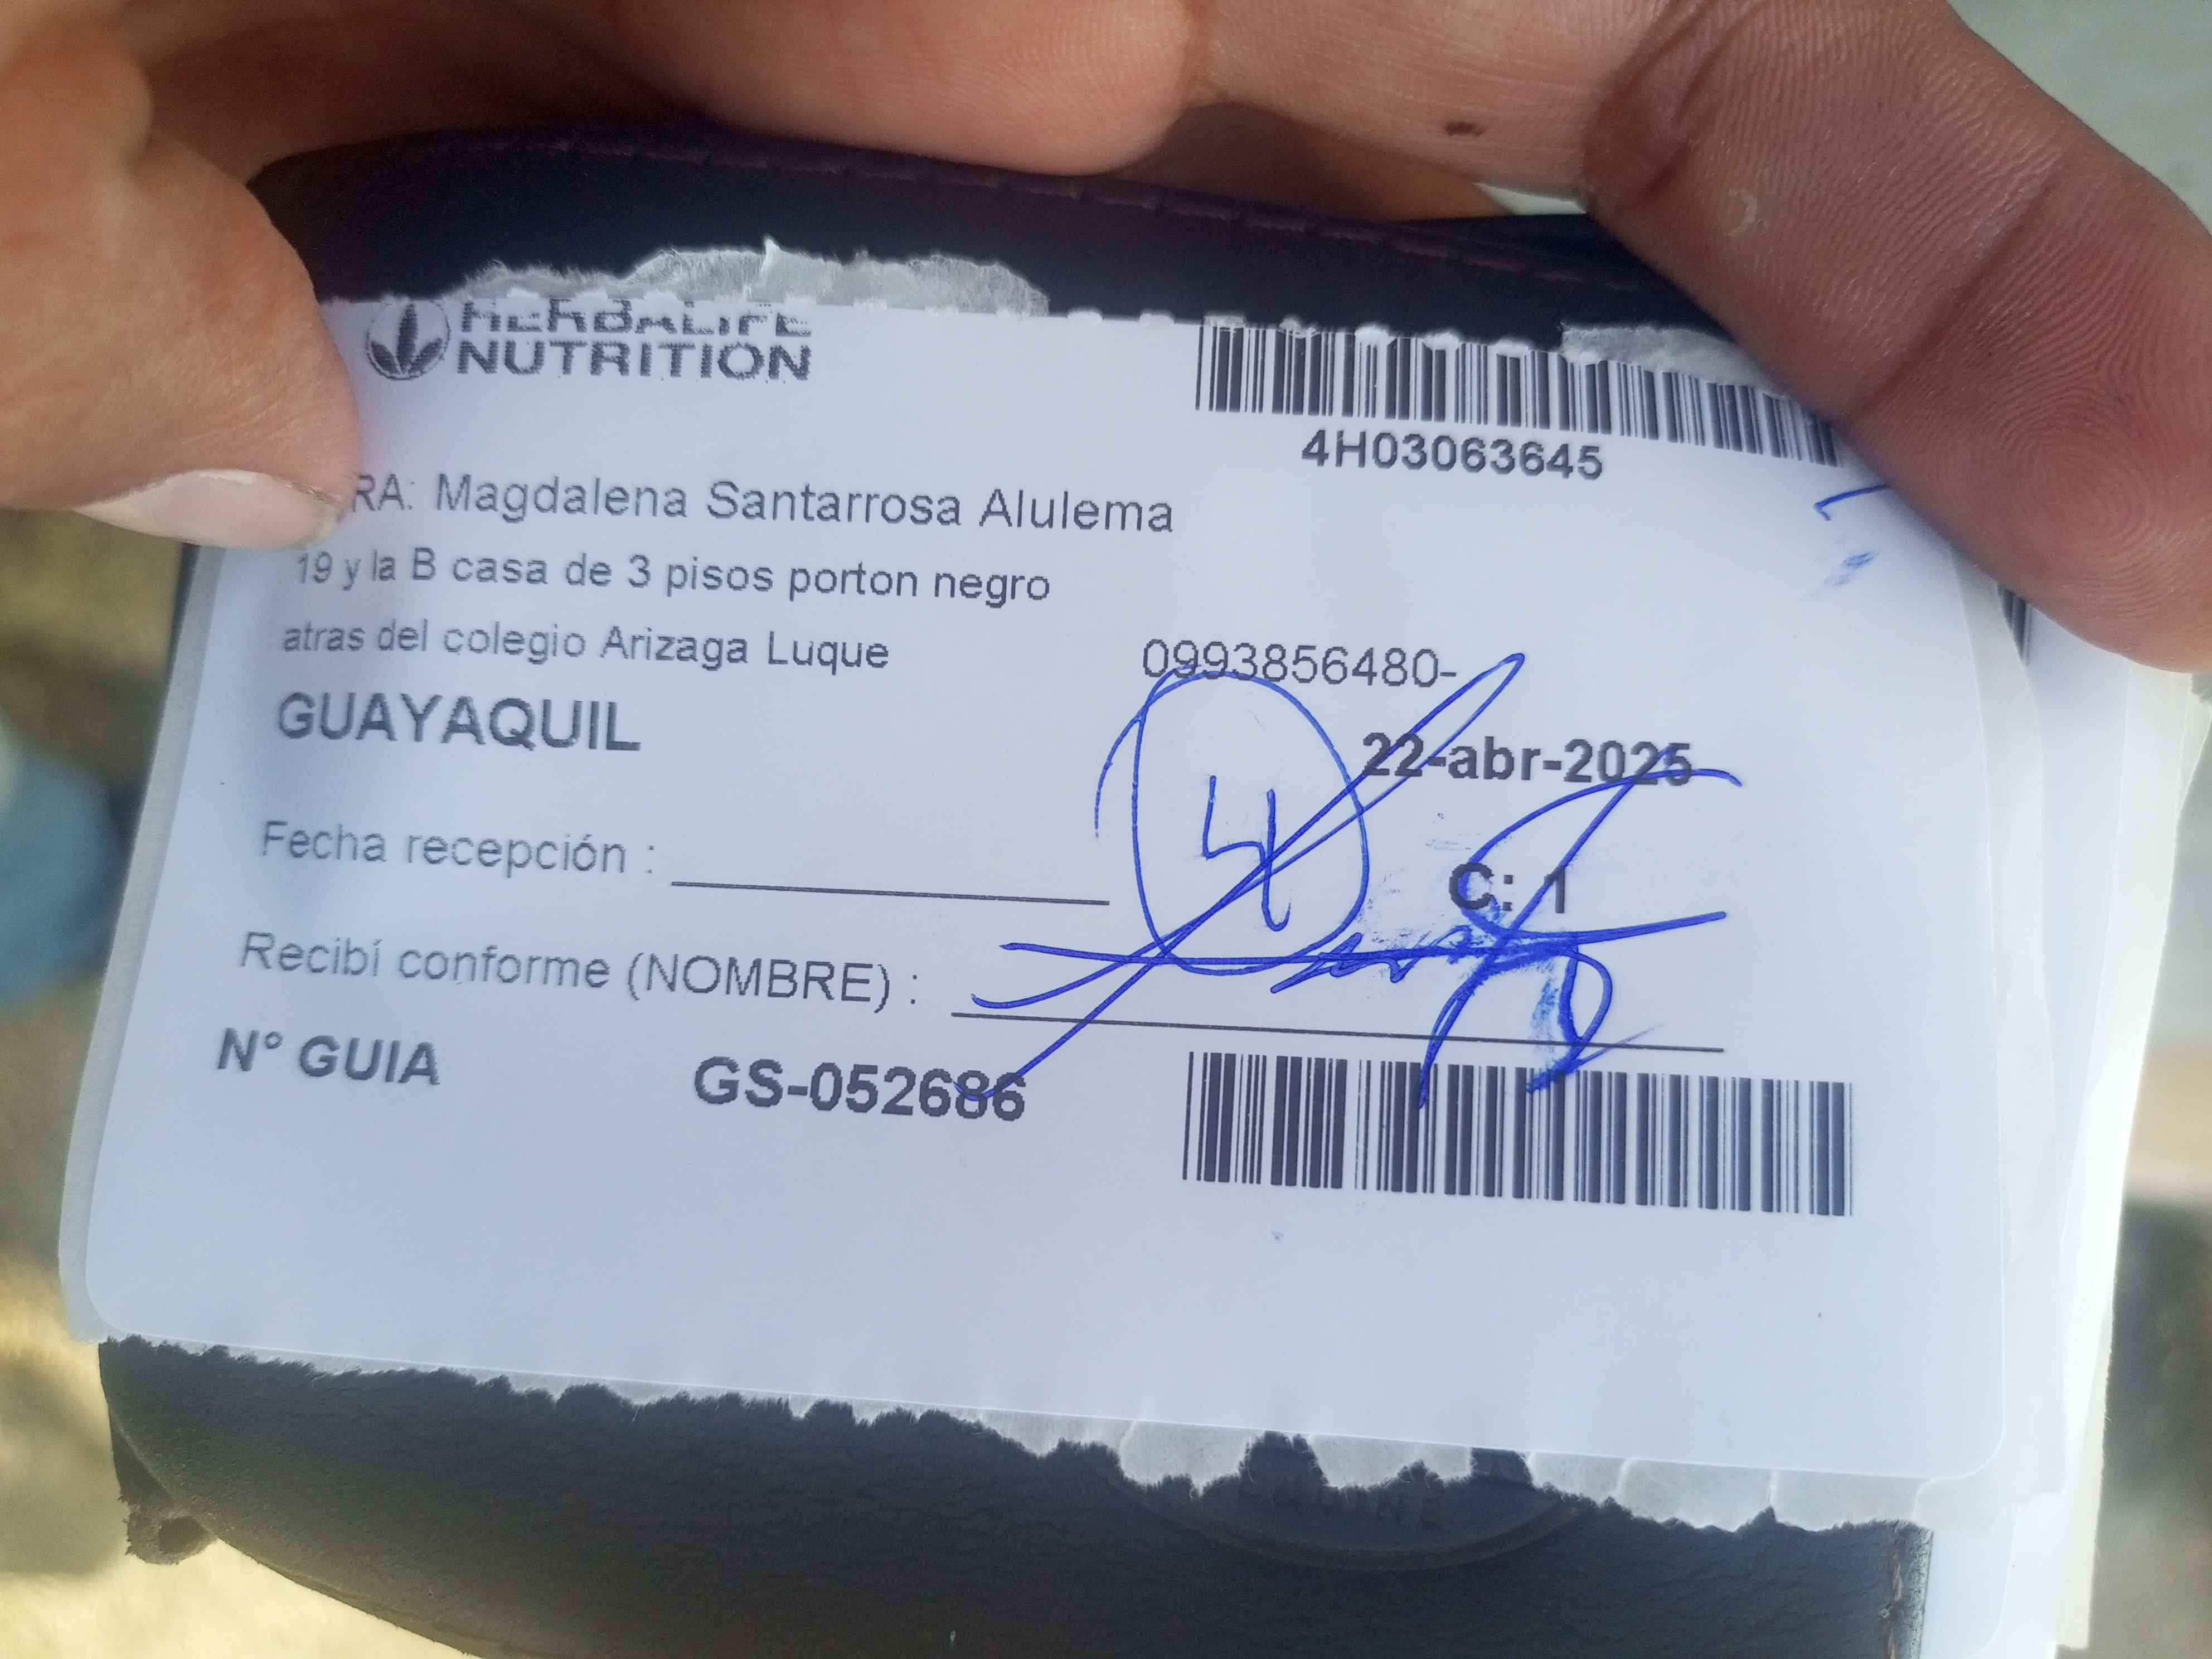 HERBALIFE
NUTRITION
4H03063645
RA: Magdalena Santarrosa Alulema
19 y la B casa de 3 pisos porton negro
atras del colegio Arizaga Luque
0993856480-
GUAYAQUIL
22-abr-2025
4
Fecha recepción :
C: 1
Recibí conforme (NOMBRE) :
N° GUIA GS-052686